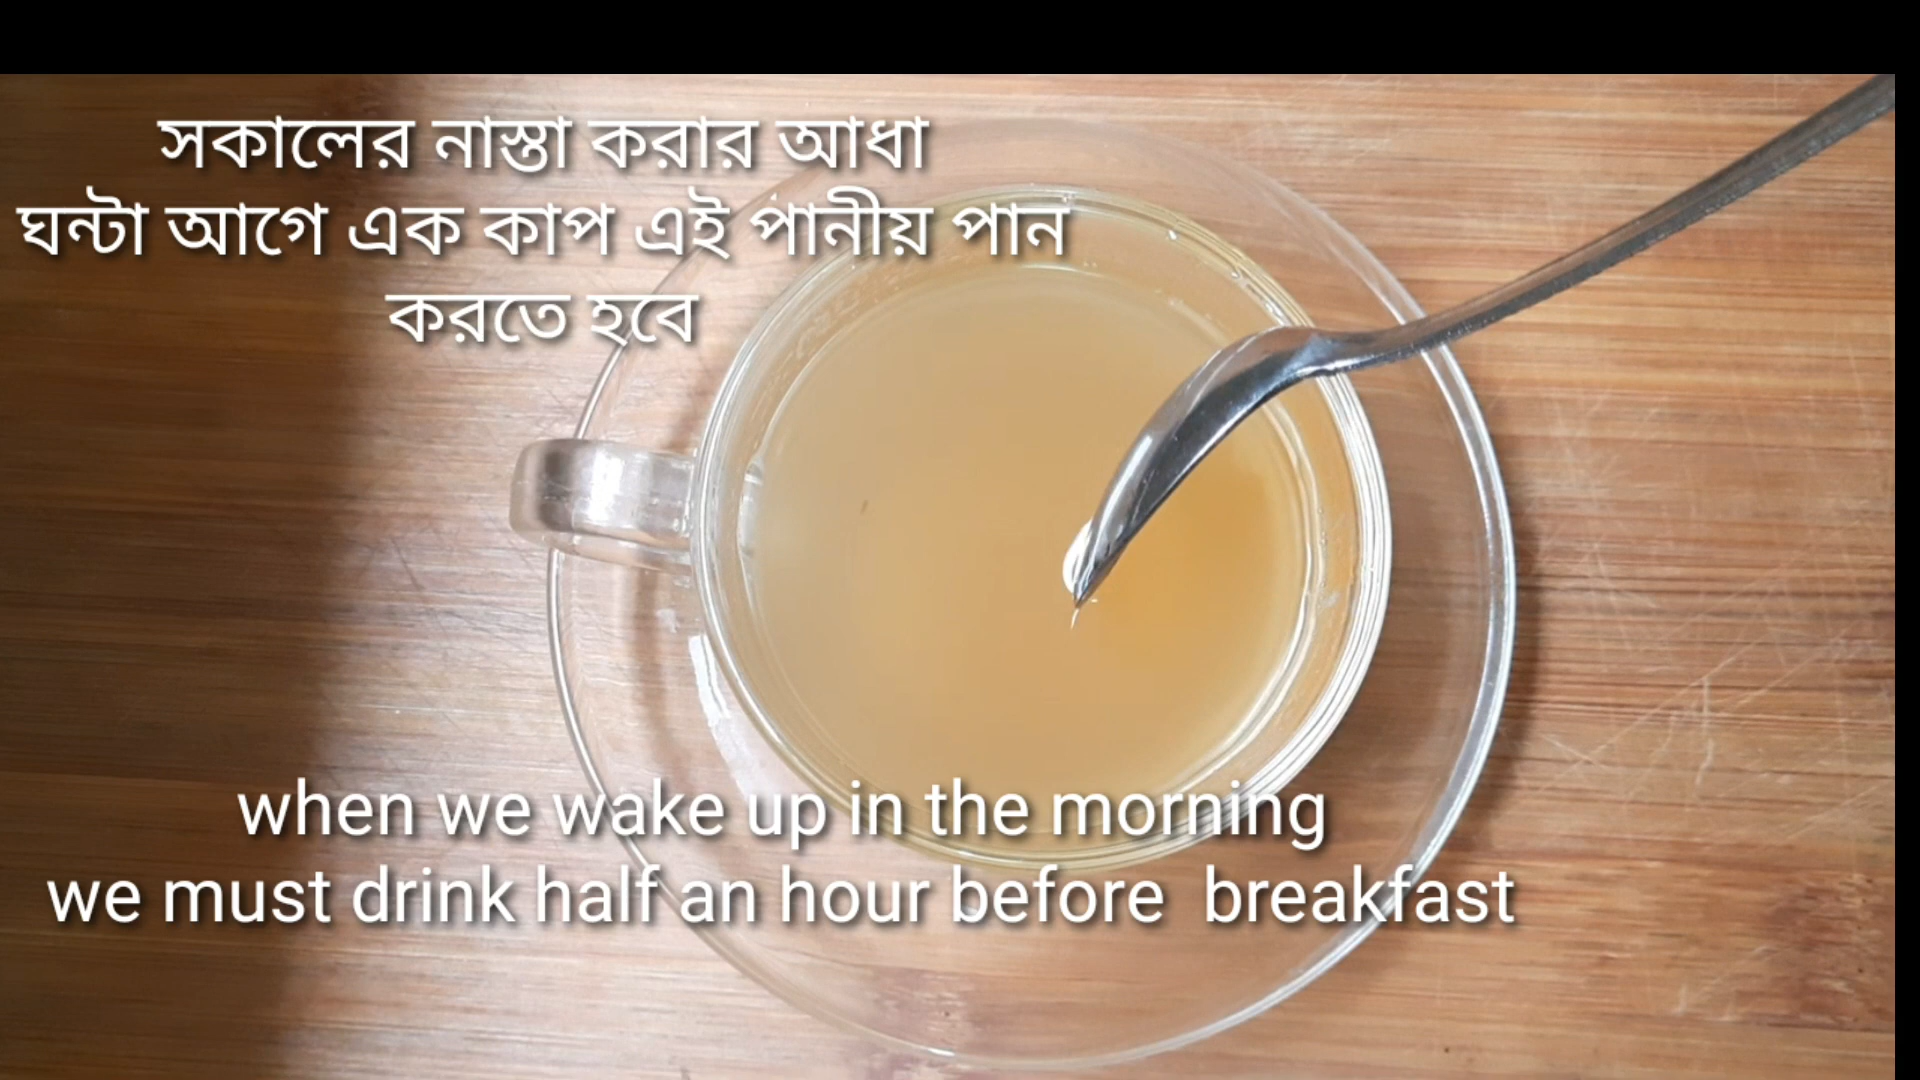 সকালের নাস্তা করার আধা
ঘন্টা আগে এক কাপ এই পানীয় পান
করতে হবে
when we wake up in the morning
we must drink half an hour before  breakfast